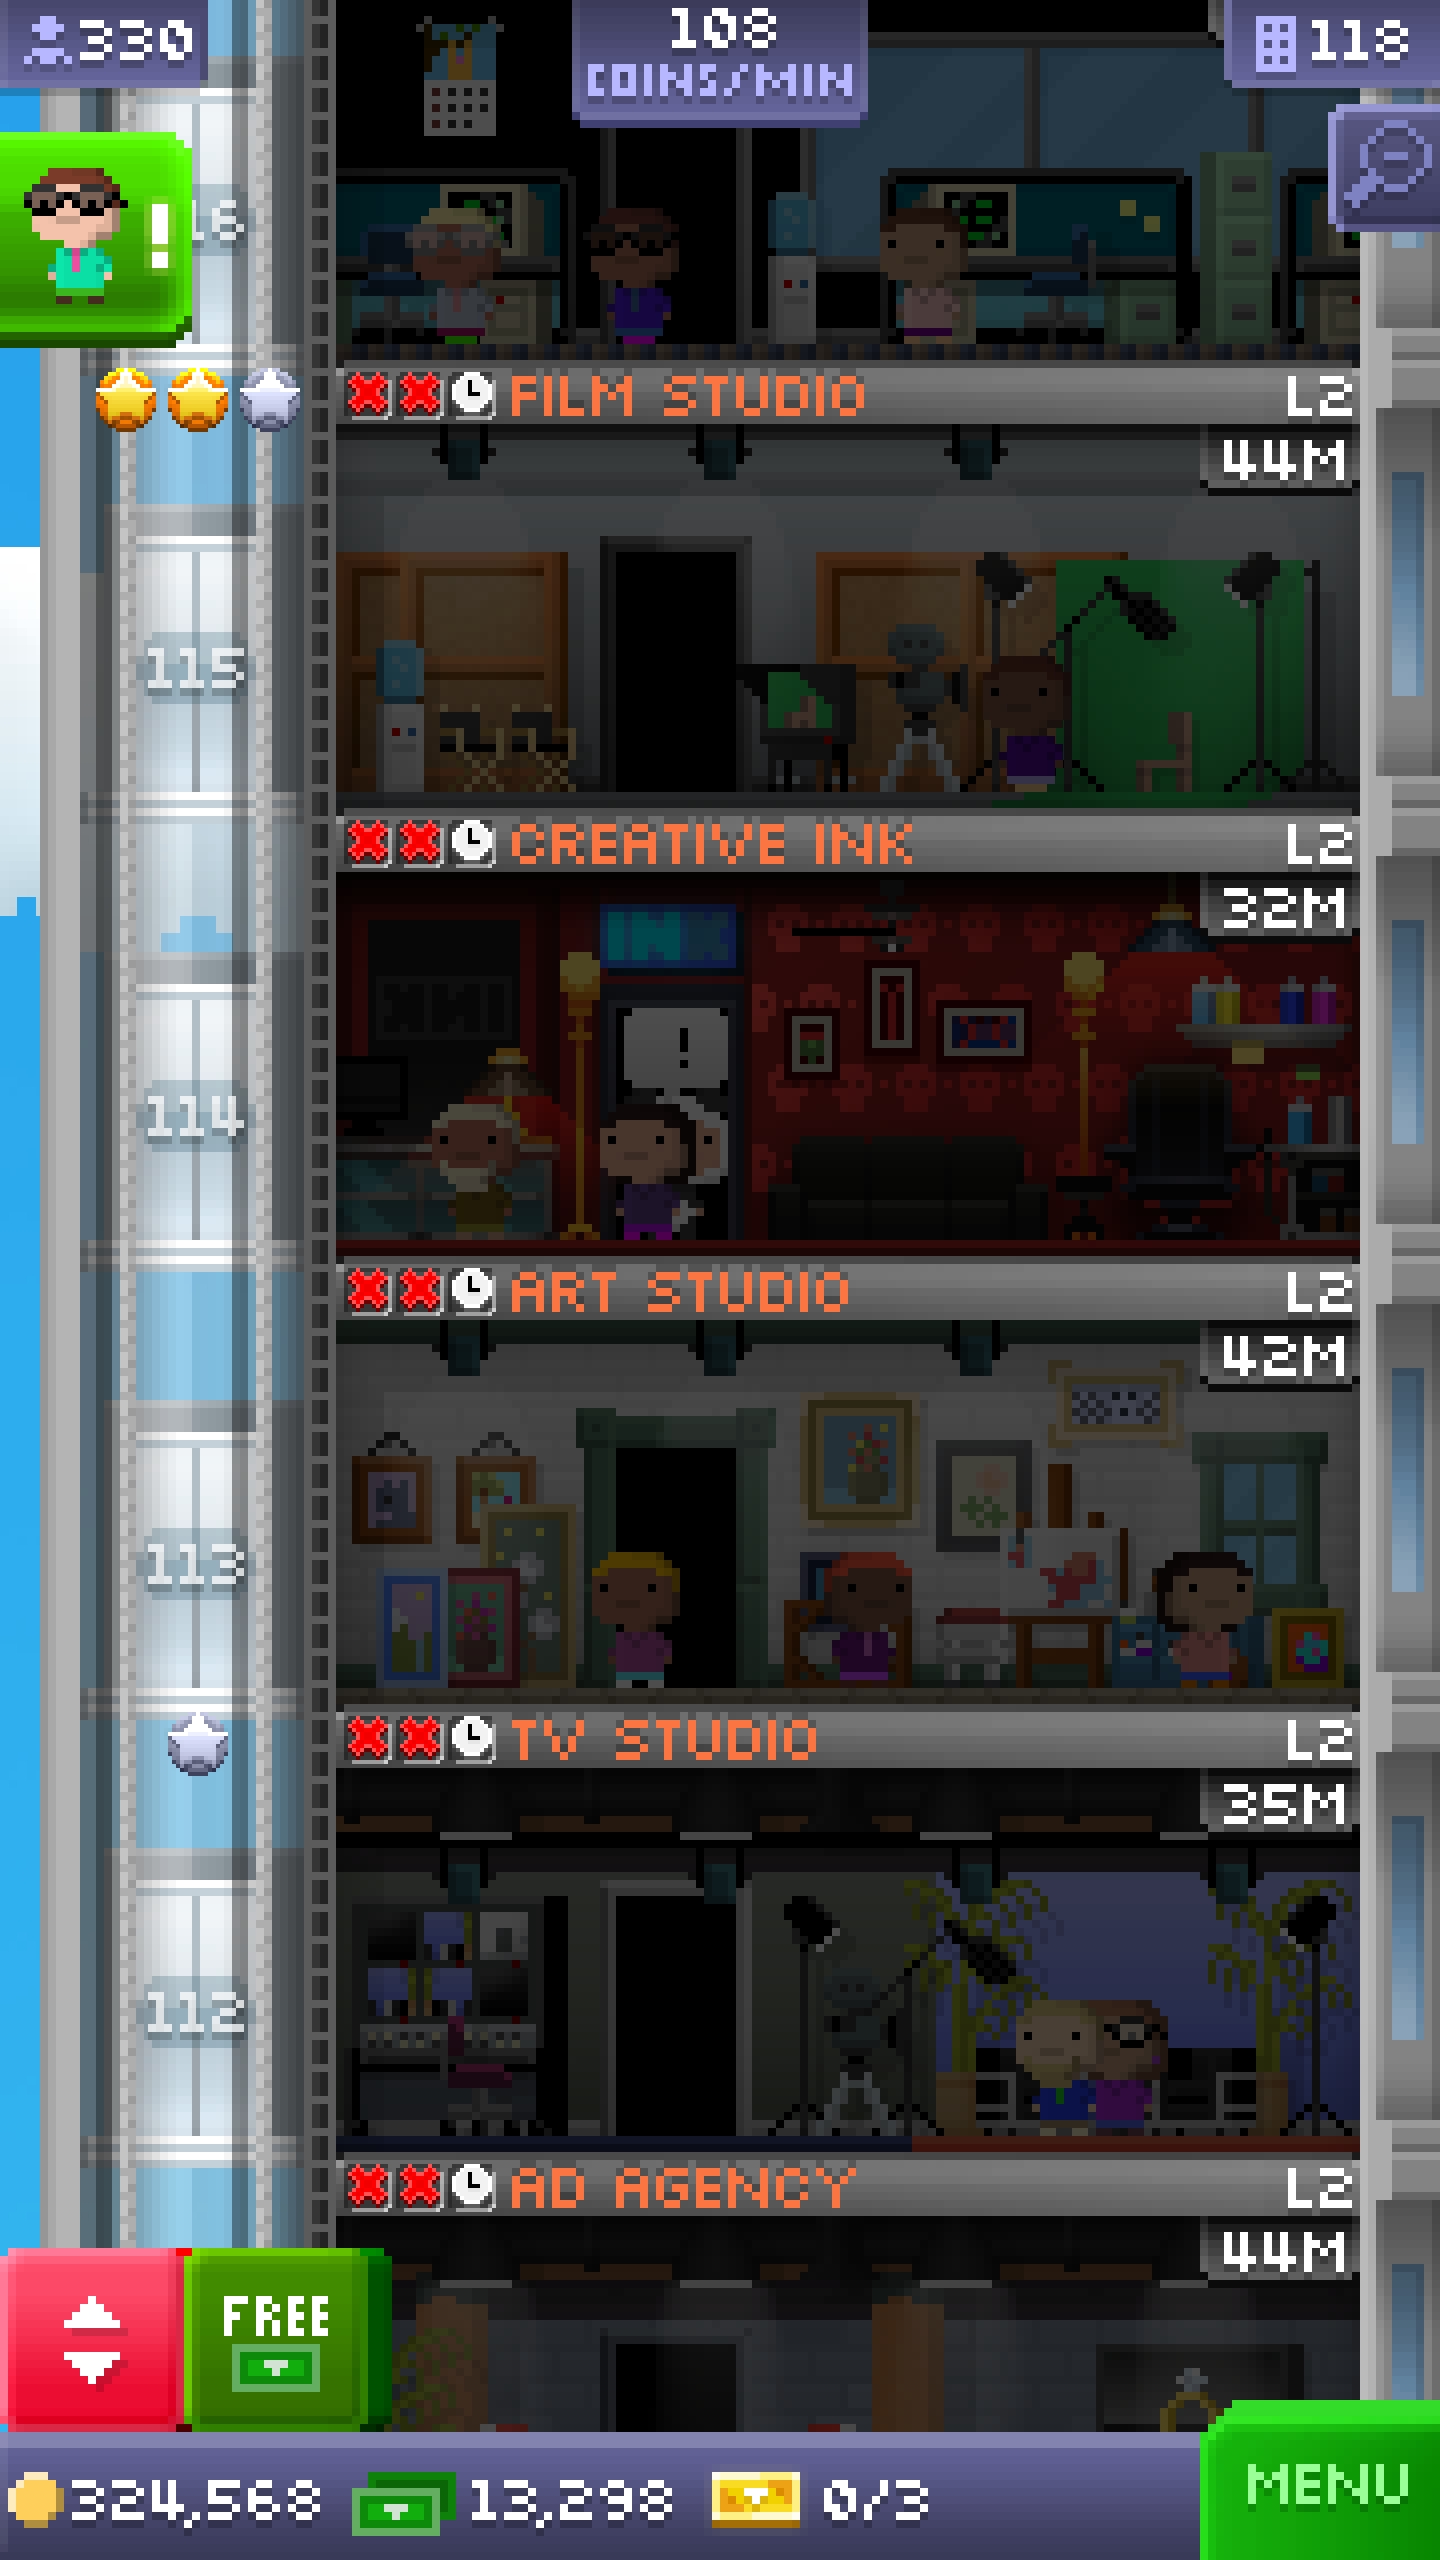 330
108
COINS/MIN
118
!
16
FILM STUDIO L2
44M
115
CREATIVE INK L2
32M
INK
!
114
ART STUDIO L2
42M
113
TV STUDIO L2
35M
112
AD AGENCY L2
44M
FREE
324,568
13,298
0/3
MENU